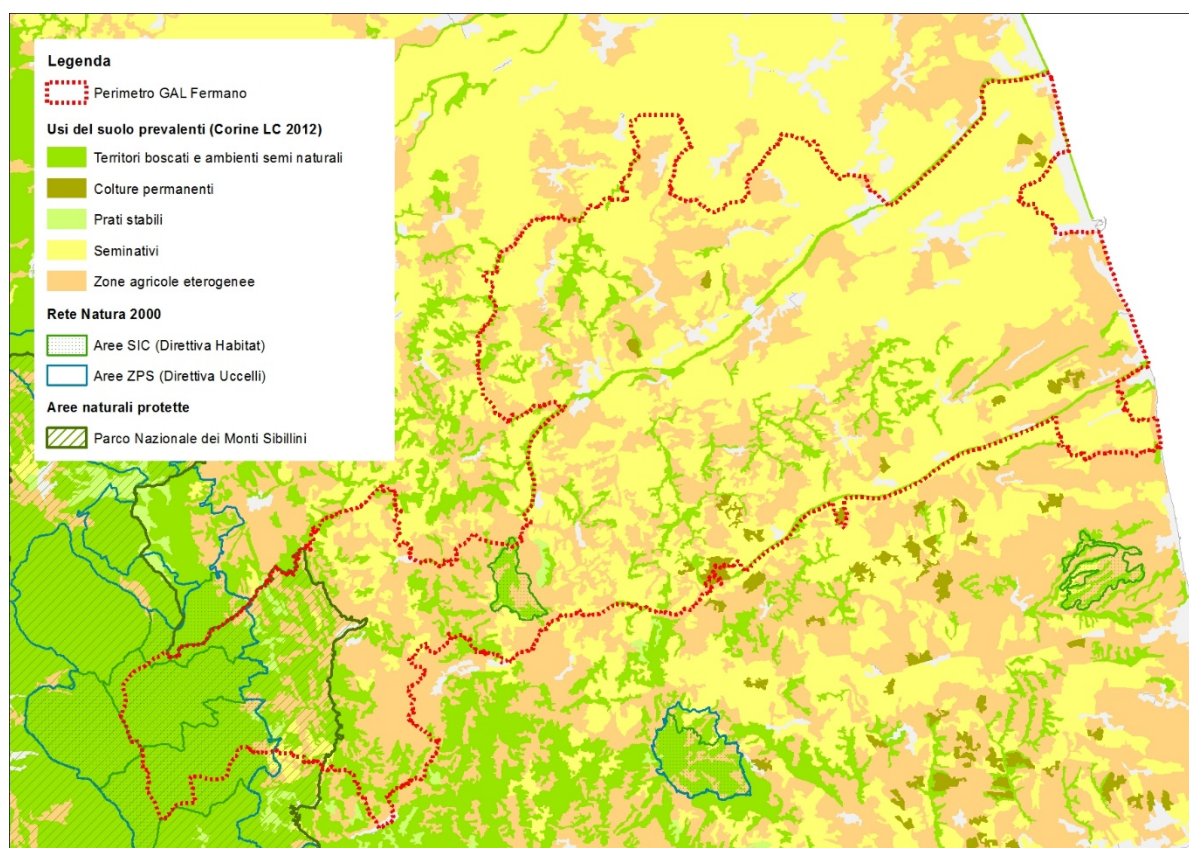 Legenda
Perimetro GAL Fermano
Usi del suolo prevalenti (Corine LC 2012)
Territori boscati e ambienti semi naturali
Colture permanenti
Prati stabili
Seminativi
Zone agricole eterogenee
Rete Natura 2000
Aree SIC (Direttiva Habitat)
Aree ZPS (Direttiva Uccelli)
Aree naturali protette
Parco Nazionale dei Monti Sibillini